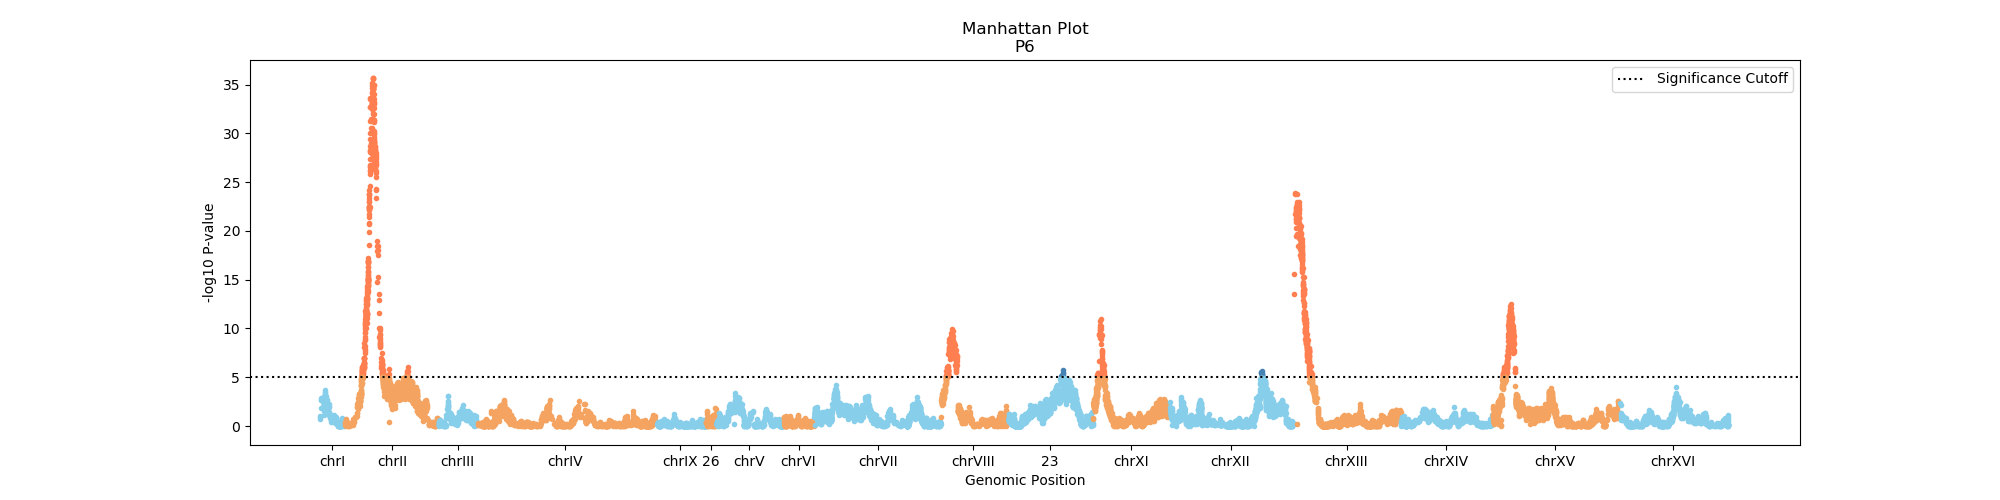 Manhattan Plot
P6
Significance Cutoff
-log10 P-value
35
30
25
20
15
10
5
0
chrI chrII chrIII chrIV chrIX 26 chrV chrVI chrVII chrVIII 23 chrXI chrXII chrXIII chrXIV chrXV chrXVI
Genomic Position